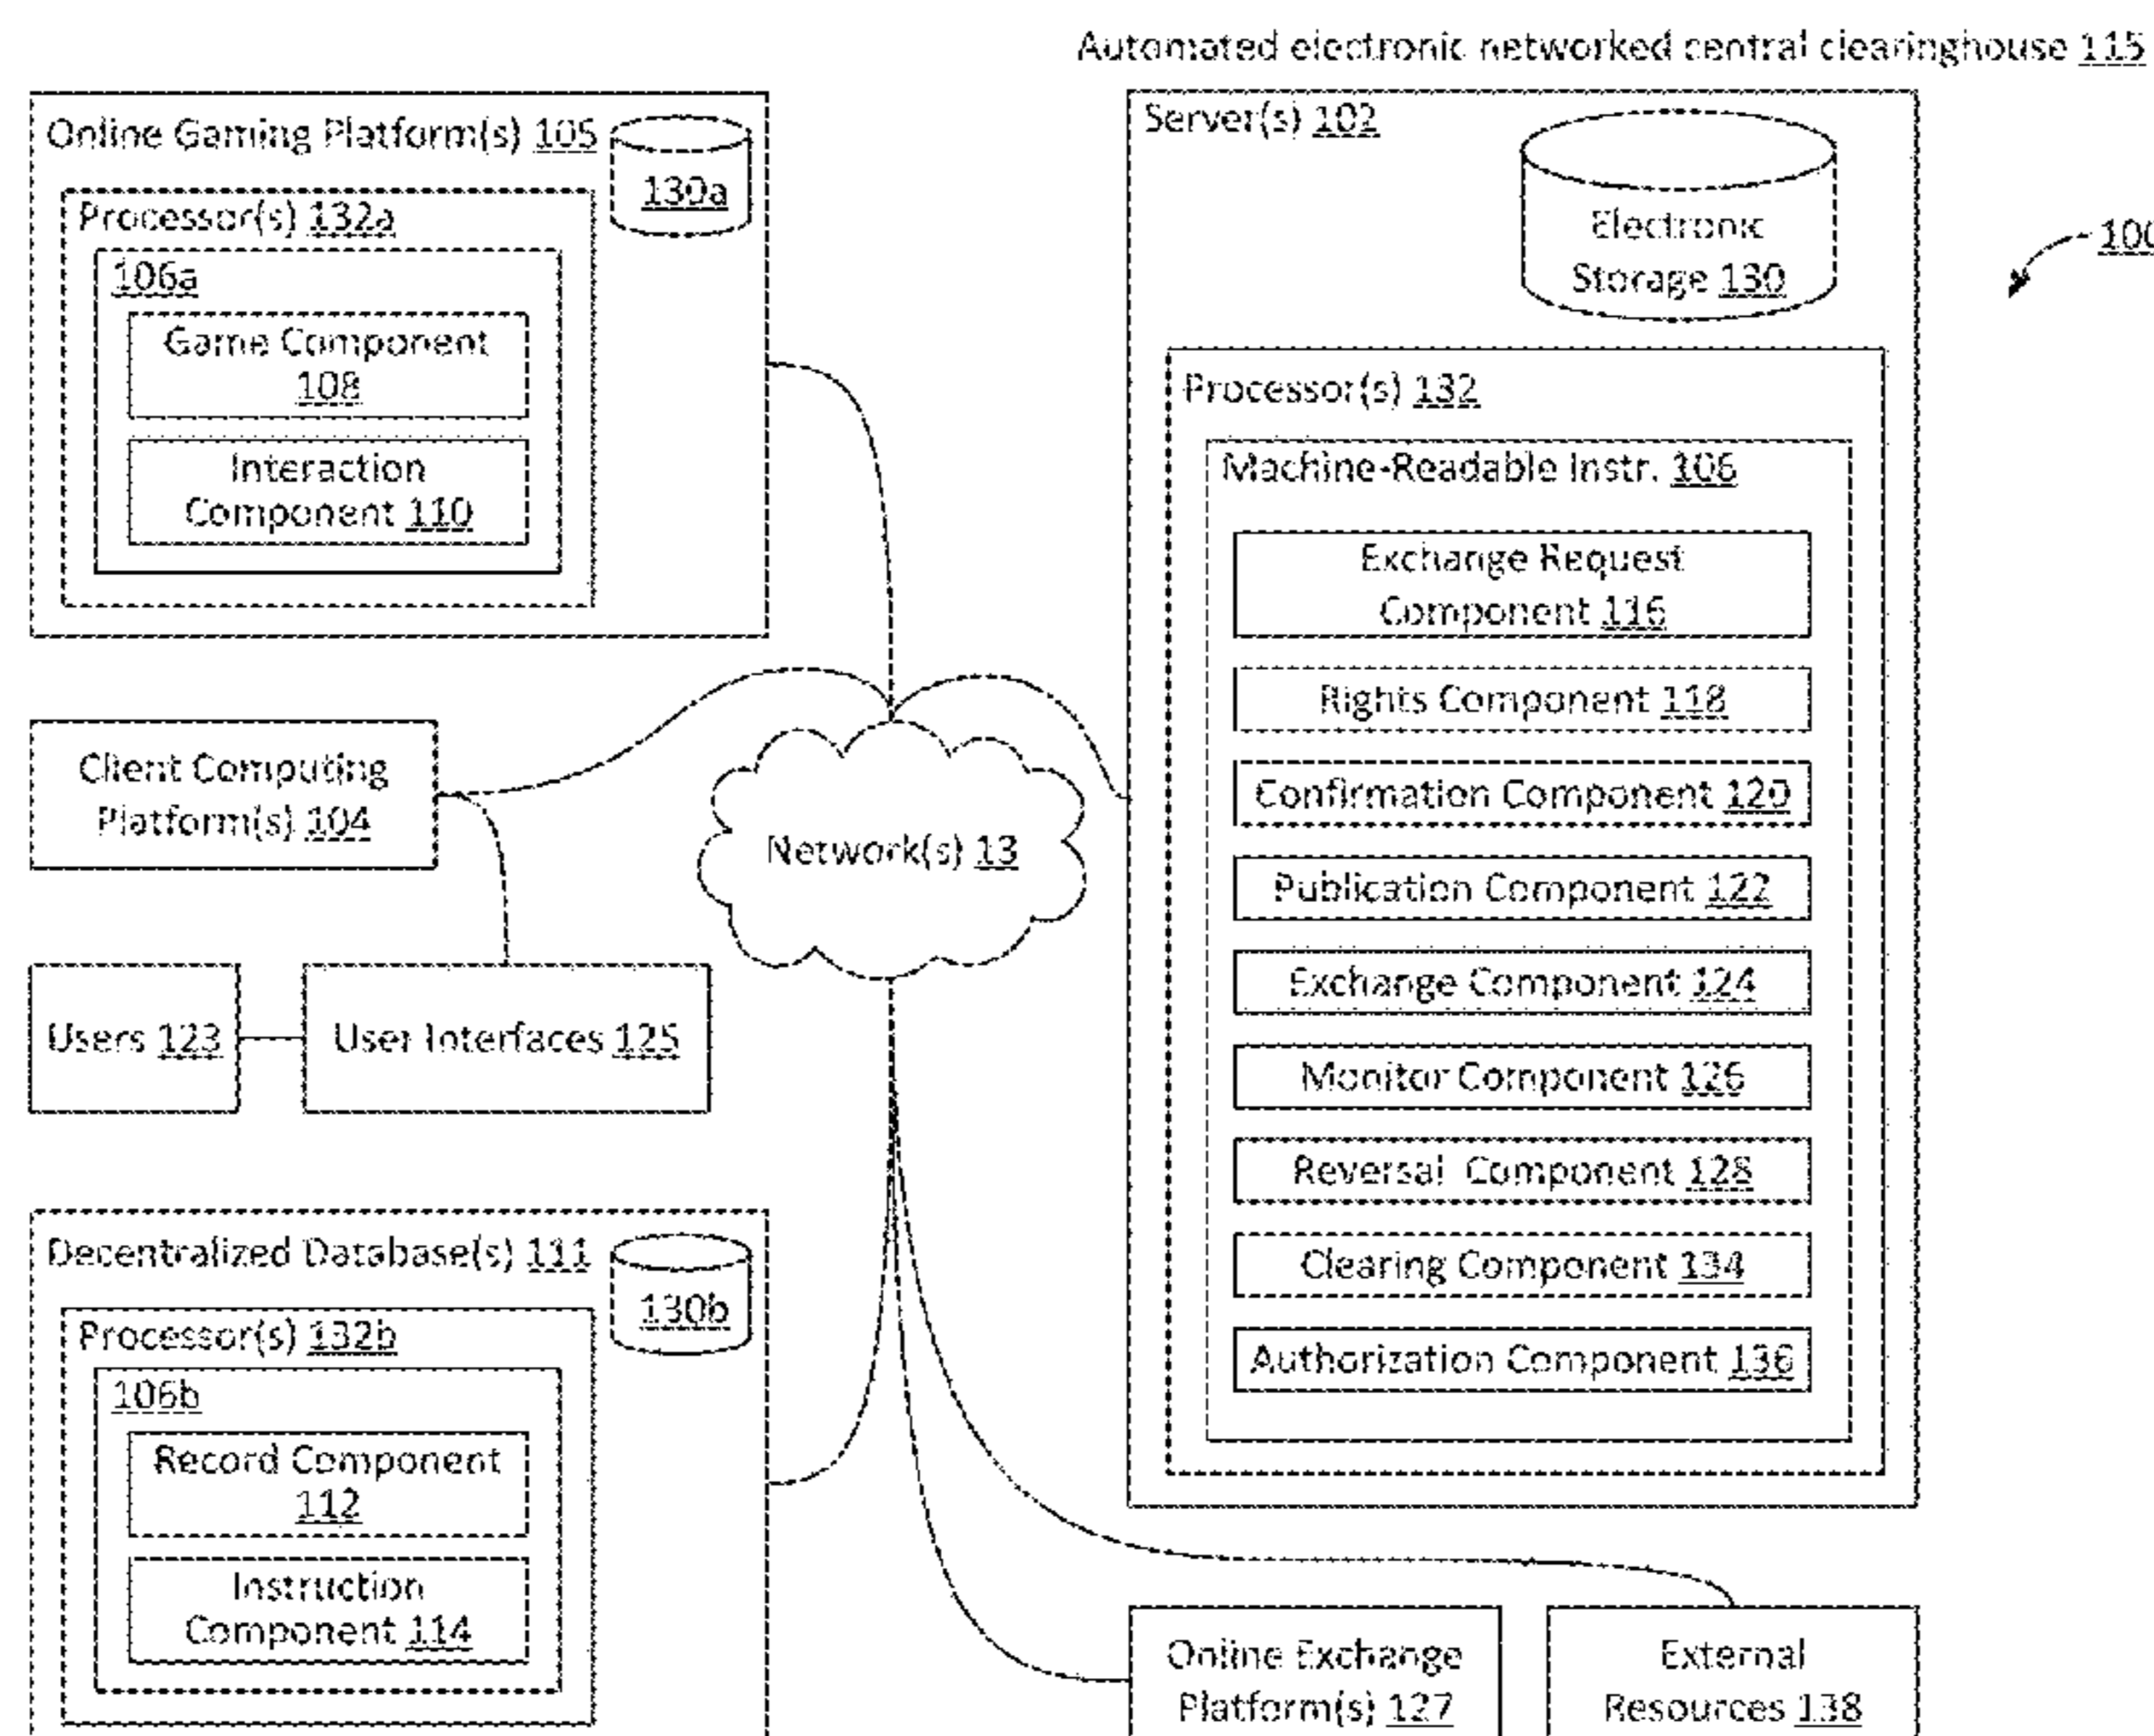 Automated electronic networked central clearinghouse 115
Online Gaming Platform(s) 105
130a
Processor(s) 132a
106a
Game Component
108
Interaction
Component 110
Server(s) 102
Electronic
Storage 130
100
Processor(s) 132
Machine-Readable Instr. 106
Exchange Request
Component 116
Rights Component 118
Confirmation Component 120
Publication Component 122
Exchange Component 124
Monitor Component 126
Reversal Component 128
Clearing Component 134
Authorization Component 136
Client Computing
Platform(s) 104
Network(s) 13
Users 123
User Interfaces 125
Decentralized Database(s) 111
130b
Processor(s) 132b
106b
Record Component
112
Instruction
Component 114
Online Exchange
Platform(s) 127
External
Resources 138